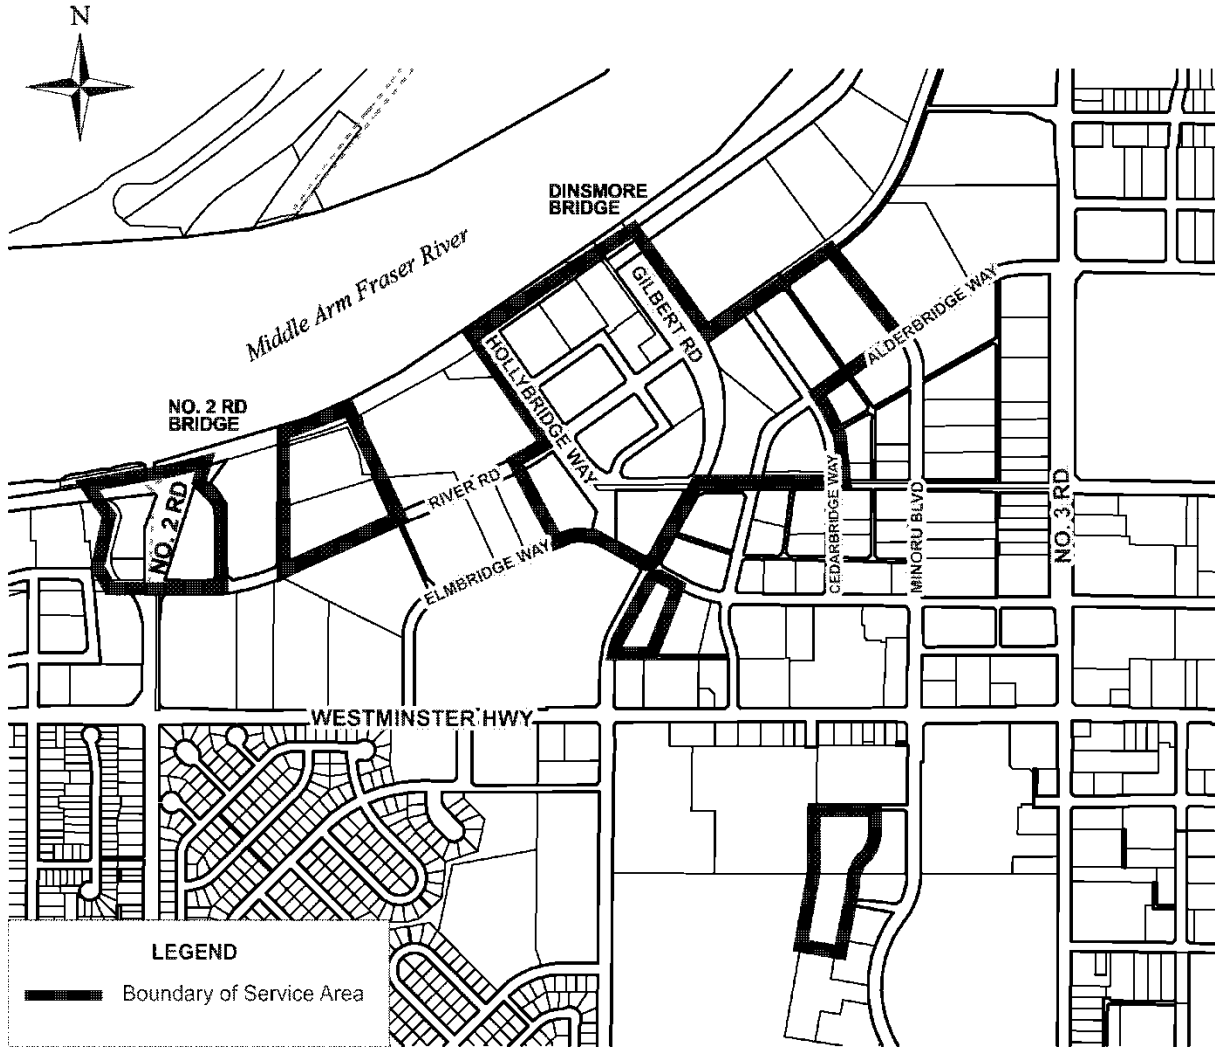 N
DINSMORE
BRIDGE
Middle Arm Fraser River
GILBERT RD
ALDERBRIDGE WAY
HOLLYBRIDGE WAY
NO. 2 RD
BRIDGE
RIVER RD
NO. 2 RD
CEDARBRIDGE WAY
MINORU BLVD
NO. 3 RD
ELMBRIDGE WAY
WESTMINSTER HWY
LEGEND
Boundary of Service Area